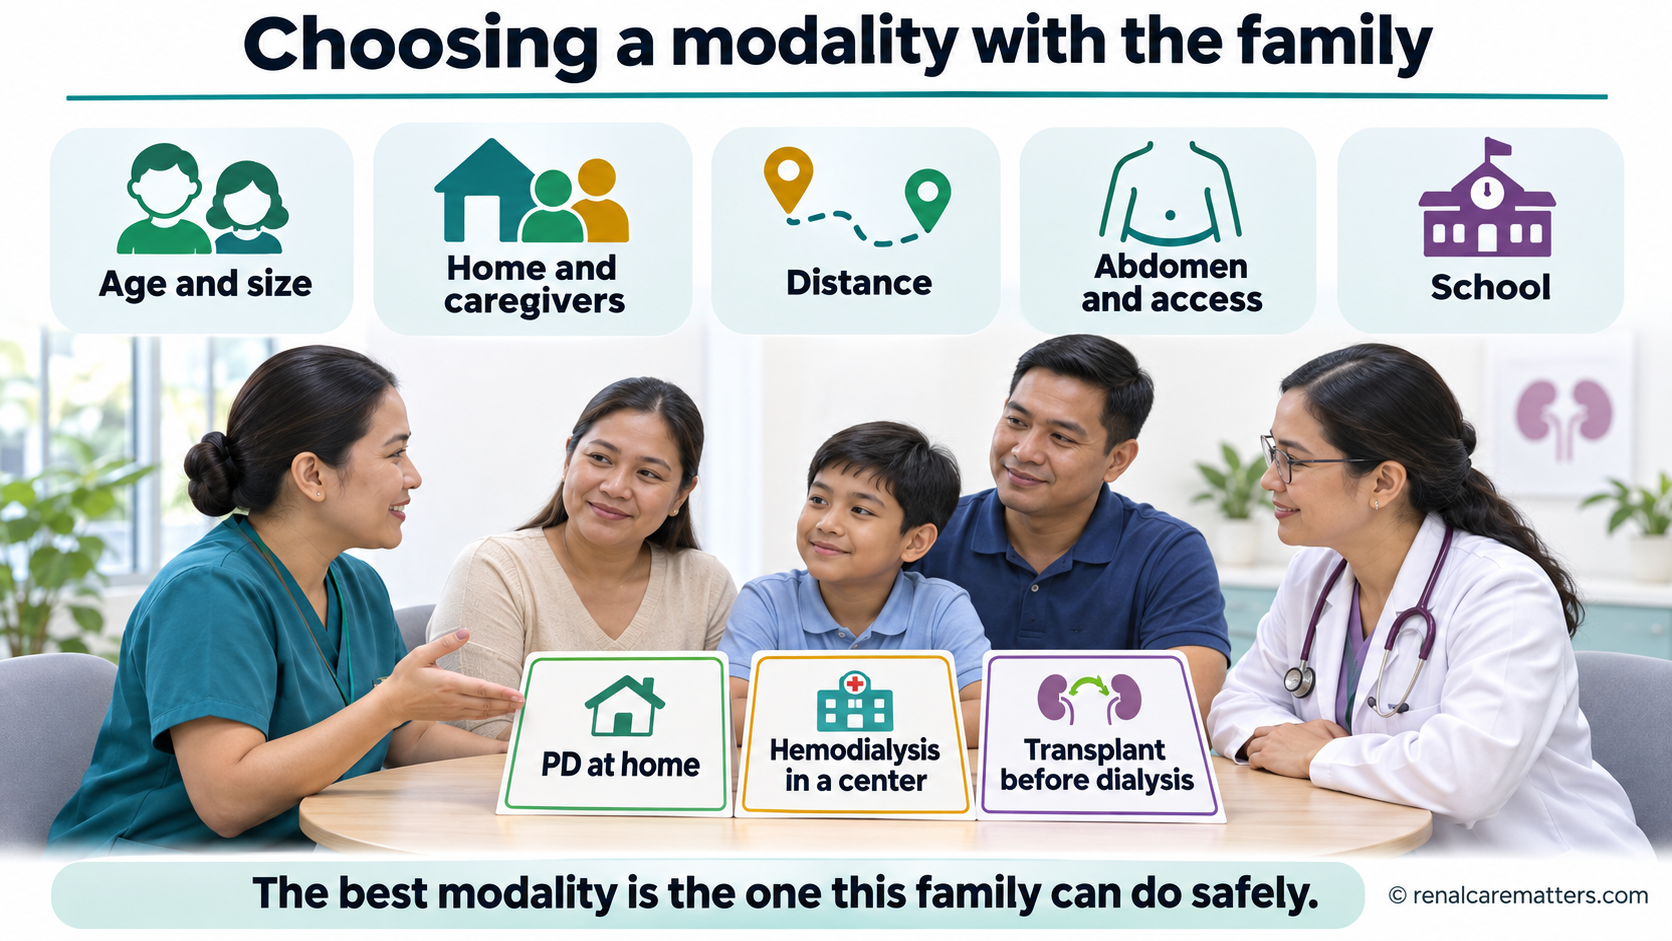 Choosing a modality with the family
Age and size
Home and
caregivers
Distance
Abdomen
and access
School
PD at home
Hemodialysis
in a center
Transplant
before dialysis
The best modality is the one this family can do safely.
© renalcarematters.com